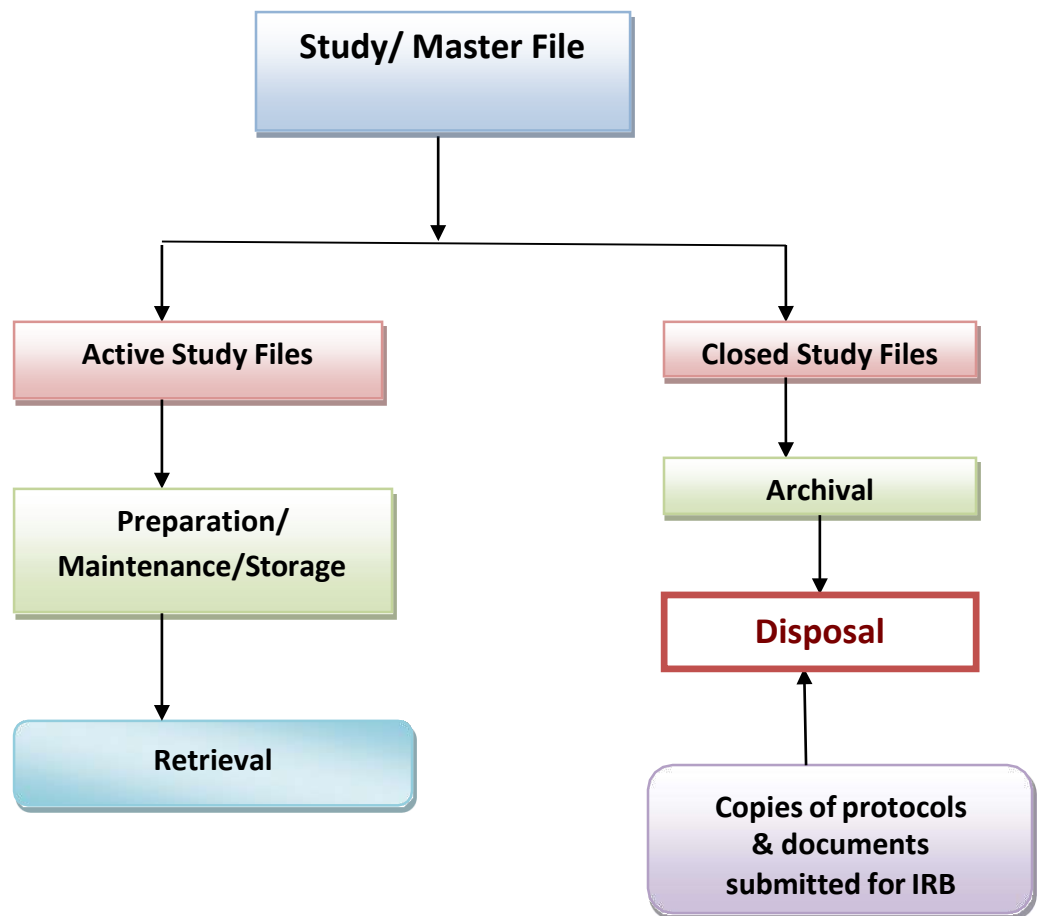 Study/ Master File
Active Study Files
Closed Study Files
Preparation/
Maintenance/Storage
Archival
Disposal
Retrieval
Copies of protocols
& documents
submitted for IRB